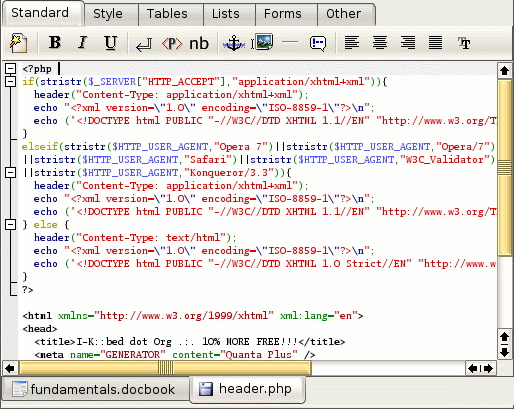 Standard Style Tables Lists Forms Other
B I U <P> nb
<?php
if(stristr($_SERVER["HTTP_ACCEPT"],"application/xhtml+xml")){
header("Content-Type: application/xhtml+xml");
echo "<?xml version=\"1.0\" encoding=\"ISO-8859-1\"?>\n";
echo ('<!DOCTYPE html PUBLIC "-//W3C//DTD XHTML 1.1//EN" "http://www.w3.org/T
}
elseif(stristr($HTTP_USER_AGENT,"Opera 7")||stristr($HTTP_USER_AGENT,"Opera/7")
||stristr($HTTP_USER_AGENT,"Safari")||stristr($HTTP_USER_AGENT,"W3C_Validator")
||stristr($HTTP_USER_AGENT,"Konqueror/3.3")){
header("Content-Type: application/xhtml+xml");
echo "<?xml version=\"1.0\" encoding=\"ISO-8859-1\"?>\n";
echo ('<!DOCTYPE html PUBLIC "-//W3C//DTD XHTML 1.1//EN" "http://www.w3.org/T
} else {
header("Content-Type: text/html");
echo "<?xml version=\"1.0\" encoding=\"ISO-8859-1\"?>\n";
echo ('<!DOCTYPE html PUBLIC "-//W3C//DTD XHTML 1.0 Strict//EN" "http://www.w
}
?>
<html xmlns="http://www.w3.org/1999/xhtml" xml:lang="en">
<head>
<title>I-K::bed dot Org .:. 10% MORE FREE!!!</title>
<meta name="GENERATOR" content="Quanta Plus" />
fundamentals.docbook header.php